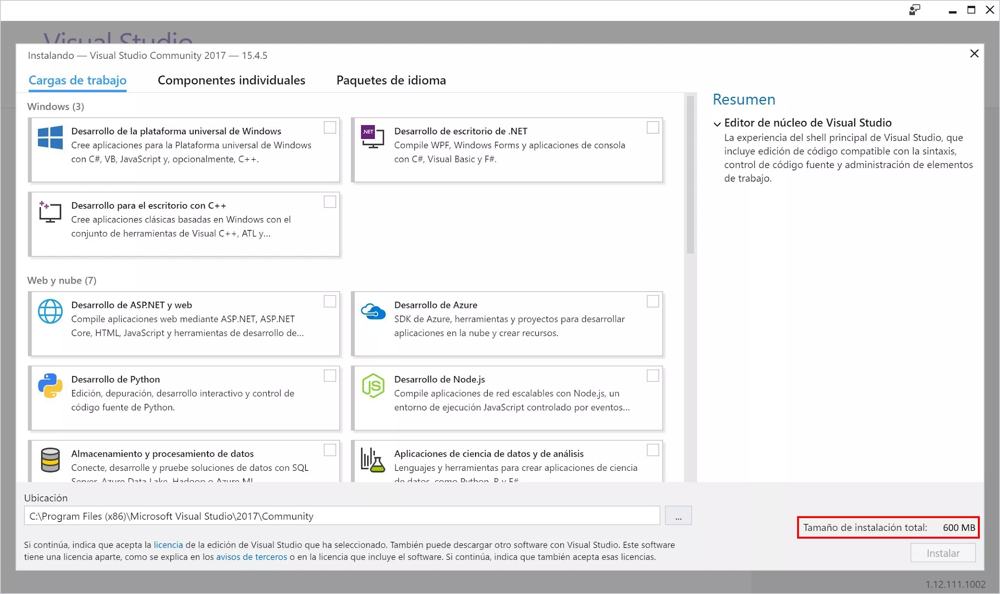 Visual Studio
Instalando — Visual Studio Community 2017 — 15.4.5
Cargas de trabajo
Componentes individuales
Paquetes de idioma
Windows (3)
Desarrollo de la plataforma universal de Windows
Cree aplicaciones para la Plataforma universal de Windows
con C#, VB, JavaScript y, opcionalmente, C++.
.NET
Desarrollo de escritorio de .NET
Compile WPF, Windows Forms y aplicaciones de consola
con C#, Visual Basic y F#.
Desarrollo para el escritorio con C++
Cree aplicaciones clásicas basadas en Windows con el
conjunto de herramientas de Visual C++, ATL y...
Web y nube (7)
Desarrollo de ASP.NET y web
Compile aplicaciones web mediante ASP.NET, ASP.NET
Core, HTML, JavaScript y herramientas de desarrollo de...
Desarrollo de Azure
SDK de Azure, herramientas y proyectos para desarrollar
aplicaciones en la nube y crear recursos.
Desarrollo de Python
Edición, depuración, desarrollo interactivo y control de
código fuente de Python.
JS
Desarrollo de Node.js
Compile aplicaciones de red escalables con Node.js, un
entorno de ejecución JavaScript controlado por eventos...
Almacenamiento y procesamiento de datos
Conecte, desarrolle y pruebe soluciones de datos con SQL
Server, Azure Data Lake, Hadoop o Azure ML
Aplicaciones de ciencia de datos y de análisis
Lenguajes y herramientas para crear aplicaciones de ciencia
de datos, como Python, R y F#
Resumen
Editor de núcleo de Visual Studio
La experiencia del shell principal de Visual Studio, que
incluye edición de código compatible con la sintaxis,
control de código fuente y administración de elementos
de trabajo.
Ubicación
C:\Program Files (x86)\Microsoft Visual Studio\2017\Community
...
Si continúa, indica que acepta la licencia de la edición de Visual Studio que ha seleccionado. También puede descargar otro software con Visual Studio. Este software
tiene una licencia aparte, como se explica en los avisos de terceros o en la licencia que incluye el software. Si continúa, indica que también acepta esas licencias.
Tamaño de instalación total: 600 MB
Instalar
1.12.111.1002